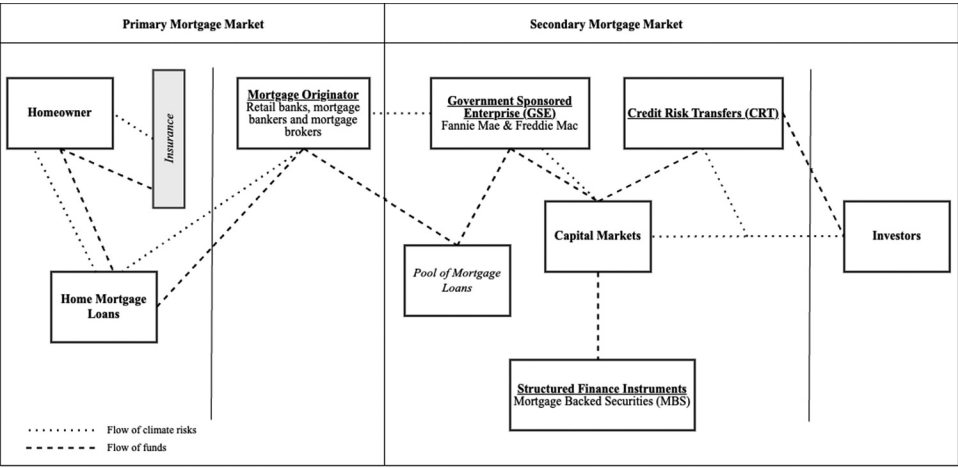 Primary Mortgage Market
Secondary Mortgage Market
Homeowner
Insurance
Mortgage Originator
Retail banks, mortgage
bankers and mortgage
brokers
Government Sponsored
Enterprise (GSE)
Fannie Mae & Freddie Mac
Credit Risk Transfers (CRT)
Home Mortgage
Loans
Pool of Mortgage
Loans
Capital Markets
Investors
Structured Finance Instruments
Mortgage Backed Securities (MBS)
Flow of climate risks
Flow of funds